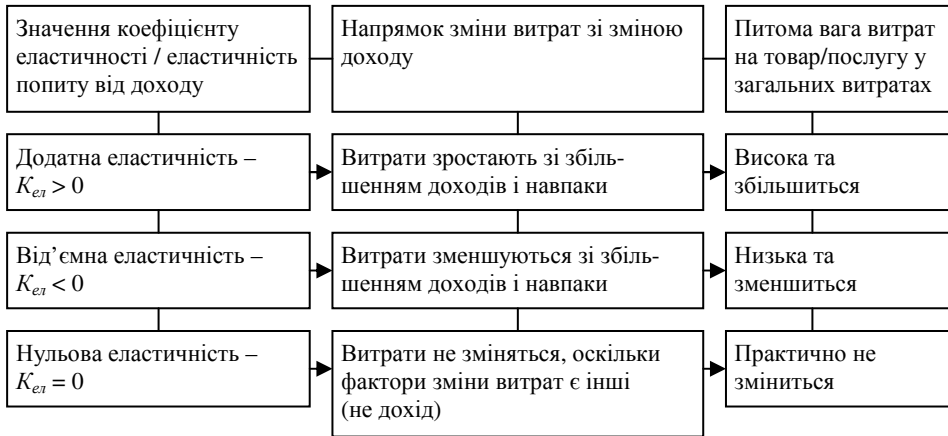 Значення коефіцієнту
еластичності / еластичність
попиту від доходу
Напрямок зміни витрат зі зміною
доходу
Питома вага витрат
на товар/послугу у
загальних витратах
Додатна еластичність –
Kел > 0
Витрати зростають зі збіль-
шенням доходів і навпаки
Висока та
збільшиться
Від’ємна еластичність –
Kел < 0
Витрати зменшуються зі збіль-
шенням доходів і навпаки
Низька та
зменшиться
Нульова еластичність –
Kел = 0
Витрати не зміняться, оскільки
фактори зміни витрат є інші
(не дохід)
Практично не
зміниться